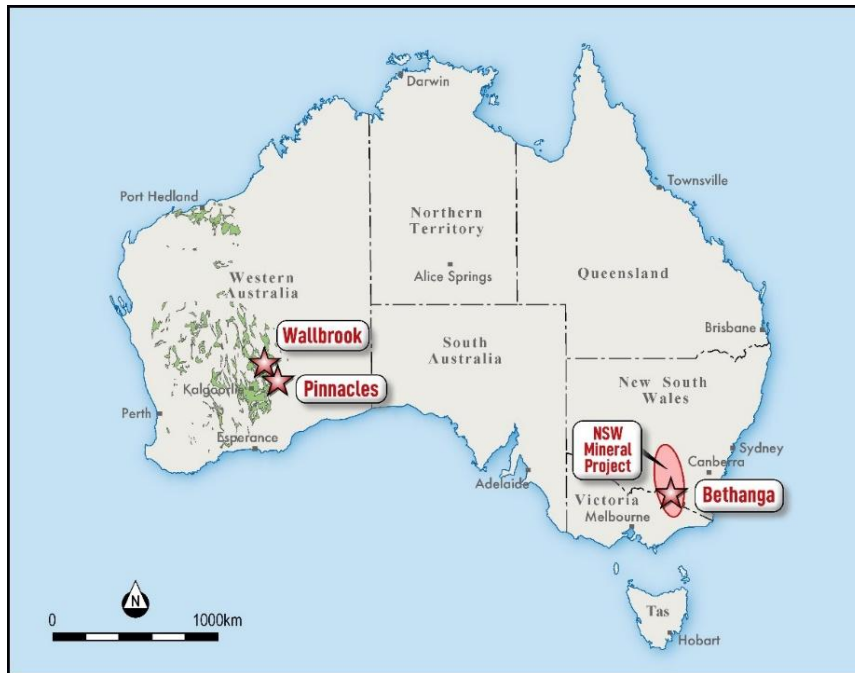 Darwin
Port Hedland
Townsville
Northern
Territory
Western
Australia
Alice Springs
Queensland
Wallbrook
South
Australia
Brisbane
Kalgoorlie
Pinnacles
New South
Wales
Perth
Esperance
NSW
Mineral
Project
Sydney
Canberra
Adelaide
Victoria
Bethanga
Melbourne
N
0
1000km
Tas
Hobart